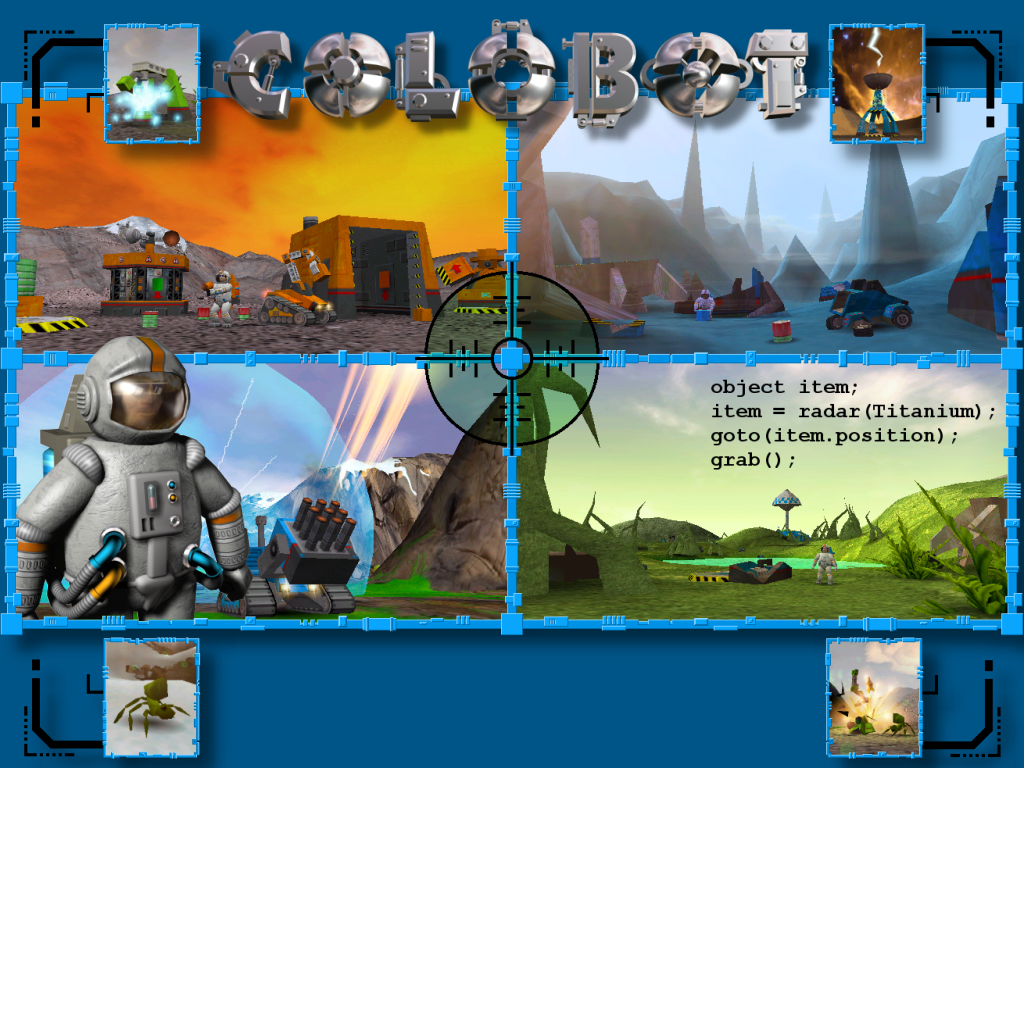 COLOBOT
object item;
item = radar(Titanium);
goto(item.position);
grab();